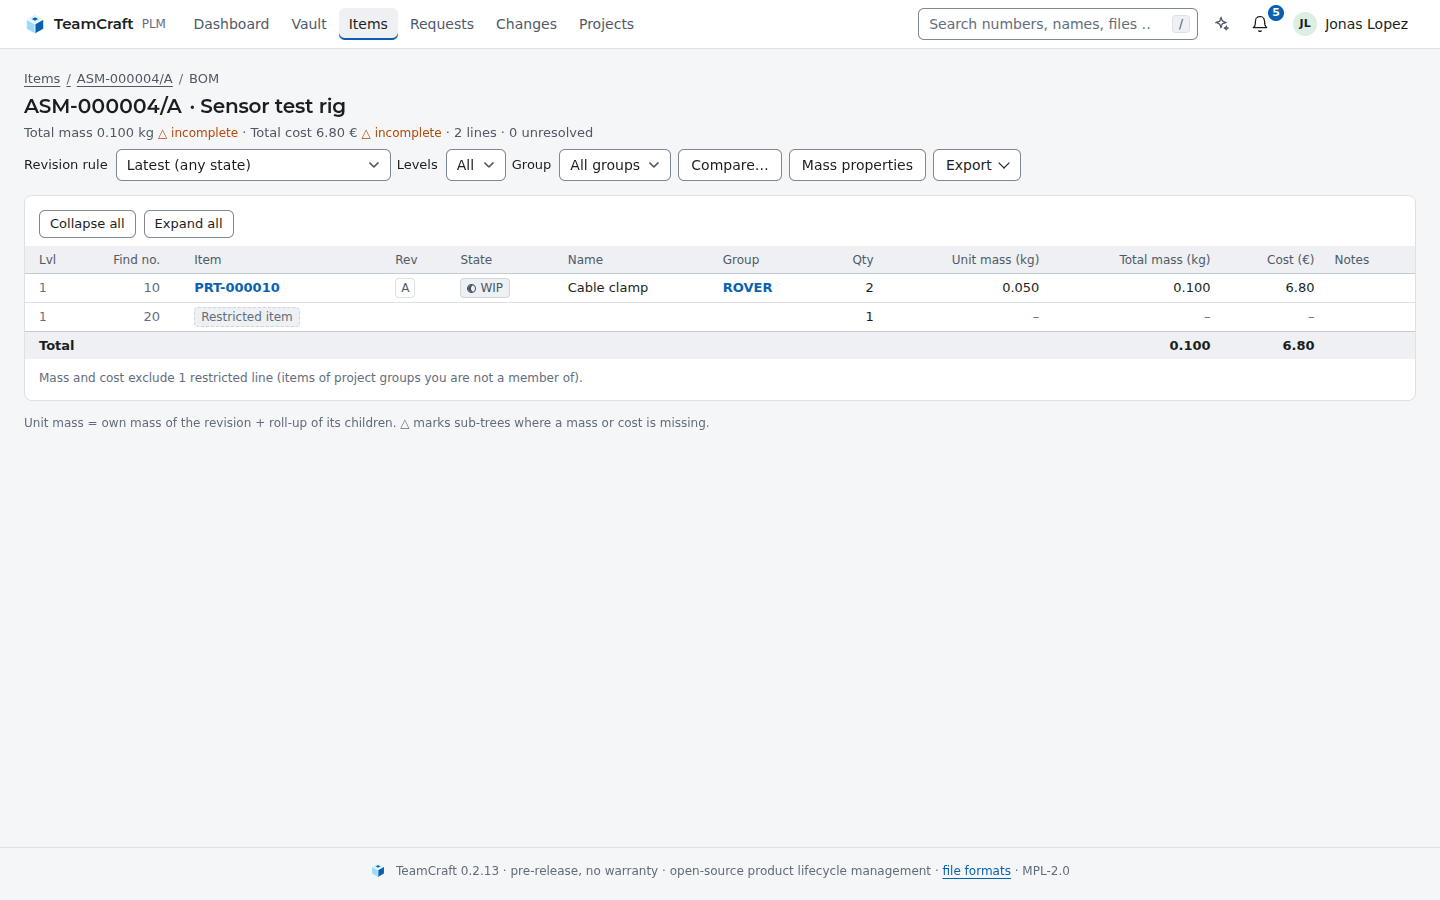 TeamCraft PLM Dashboard Vault Items Requests Changes Projects Search numbers, names, files .. / 5 JL Jonas Lopez
Items / ASM-000004/A / BOM
ASM-000004/A · Sensor test rig
Total mass 0.100 kg △ incomplete · Total cost 6.80 € △ incomplete · 2 lines · 0 unresolved
Revision rule Latest (any state) Levels All Group All groups Compare... Mass properties Export
Collapse all Expand all
Lvl Find no. Item Rev State Name Group Qty Unit mass (kg) Total mass (kg) Cost (€) Notes
1 10 PRT-000010 A WIP Cable clamp ROVER 2 0.050 0.100 6.80
1 20 Restricted item 1 – – –
Total 0.100 6.80
Mass and cost exclude 1 restricted line (items of project groups you are not a member of).
Unit mass = own mass of the revision + roll-up of its children. △ marks sub-trees where a mass or cost is missing.
TeamCraft 0.2.13 · pre-release, no warranty · open-source product lifecycle management · file formats · MPL-2.0